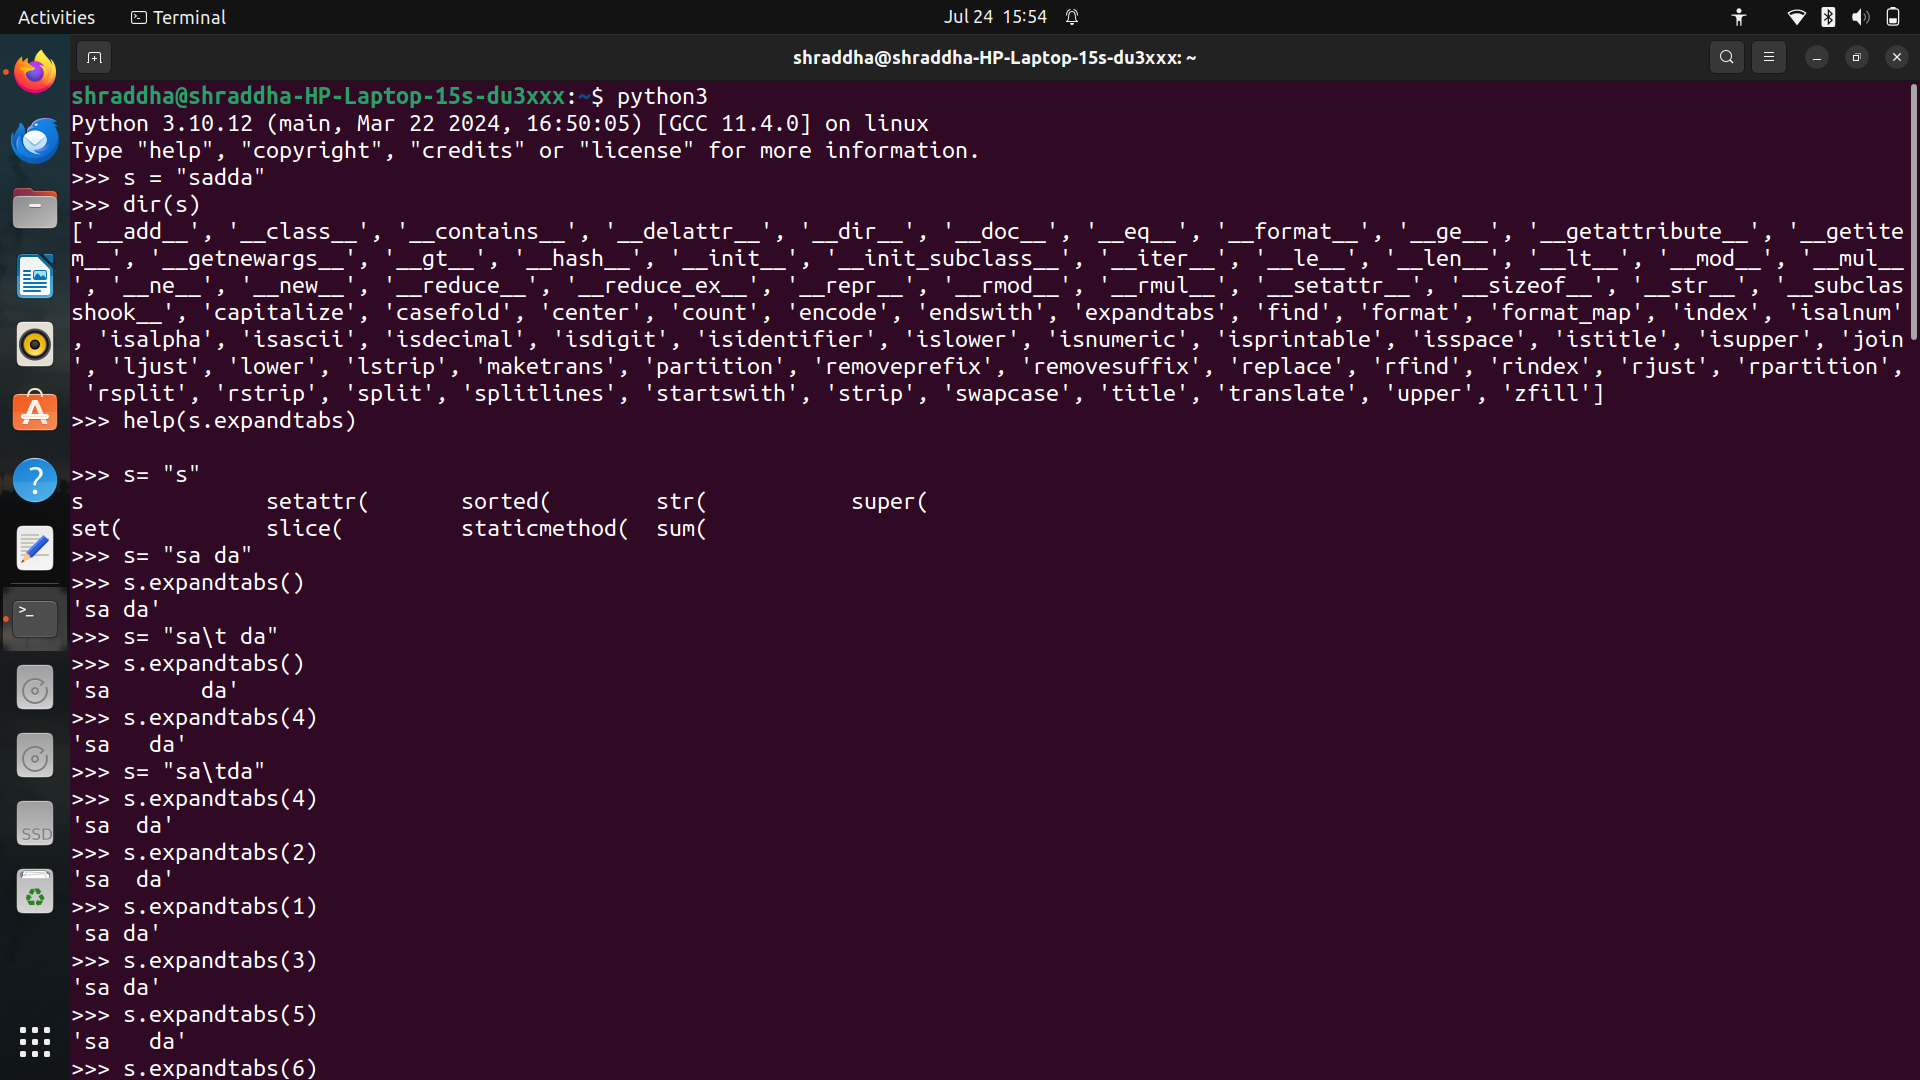 Activities Terminal Jul 24 15:54
shraddha@shraddha-HP-Laptop-15s-du3xxx: ~
shraddha@shraddha-HP-Laptop-15s-du3xxx:~$ python3
Python 3.10.12 (main, Mar 22 2024, 16:50:05) [GCC 11.4.0] on linux
Type "help", "copyright", "credits" or "license" for more information.
>>> s = "sadda"
>>> dir(s)
['__add__', '__class__', '__contains__', '__delattr__', '__dir__', '__doc__', '__eq__', '__format__', '__ge__', '__getattribute__', '__gette
m__', '__getnewargs__', '__gt__', '__hash__', '__init__', '__init_subclass__', '__iter__', '__le__', '__len__', '__lt__', '__mod__', '__mul__
', '__ne__', '__new__', '__reduce__', '__reduce_ex__', '__repr__', '__rmod__', '__rmul__', '__setattr__', '__sizeof__', '__str__', '__subclas
shook__', 'capitalize', 'casefold', 'center', 'count', 'encode', 'endswith', 'expandtabs', 'find', 'format', 'format_map', 'index', 'isalnum'
, 'isalpha', 'isascii', 'isdecimal', 'isdigit', 'isidentifier', 'islower', 'isnumeric', 'isprintable', 'isspace', 'istitle', 'isupper', 'join
', 'ljust', 'lower', 'lstrip', 'maketrans', 'partition', 'removeprefix', 'removesuffix', 'replace', 'rfind', 'rindex', 'rjust', 'rpartition',
 'rsplit', 'rstrip', 'split', 'splitlines', 'startswith', 'strip', 'swapcase', 'title', 'translate', 'upper', 'zfill']
>>> help(s.expandtabs)
>>> s= "s"
s              setattr(       sorted(        str(           super(
set(           slice(         staticmethod(  sum(
>>> s= "sa da"
>>> s.expandtabs()
'sa da'
>>> s= "sa\t da"
>>> s.expandtabs()
'sa       da'
>>> s.expandtabs(4)
'sa   da'
>>> s= "sa\tda"
>>> s.expandtabs(4)
'sa  da'
>>> s.expandtabs(2)
'sa  da'
>>> s.expandtabs(1)
'sa da'
>>> s.expandtabs(3)
'sa da'
>>> s.expandtabs(5)
'sa   da'
>>> s.expandtabs(6)
SSD